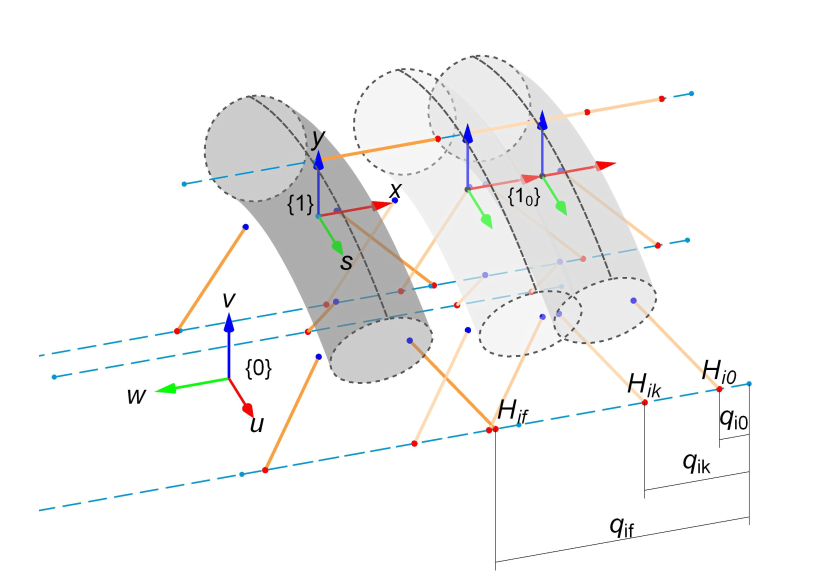 y
{1}
x
{1₀}
s
v
{0}
w
u
H_if
H_ik
H_i0
q_i0
q_ik
q_if